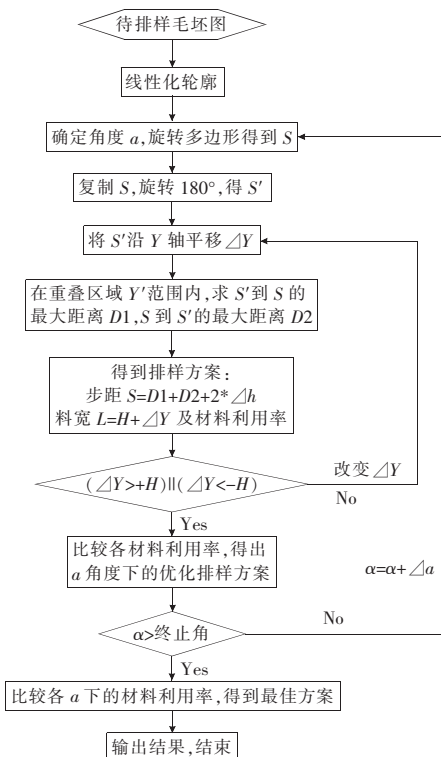 待排样毛坯图
线性化轮廓
确定角度 a,旋转多边形得到 S
复制 S,旋转 180°,得 S′
将 S′沿 Y 轴平移⊿Y
在重叠区域 Y′范围内,求 S′到 S 的
最大距离 D1,S 到 S′的最大距离 D2
得到排样方案:
步距 S=D1+D2+2*⊿h
料宽 L=H+⊿Y 及材料利用率
改变⊿Y
(⊿Y>+H)||(⊿Y<-H)
No
Yes
比较各材料利用率,得出
a 角度下的优化排样方案
α=α+⊿a
α>终止角
No
Yes
比较各 a 下的材料利用率,得到最佳方案
输出结果,结束